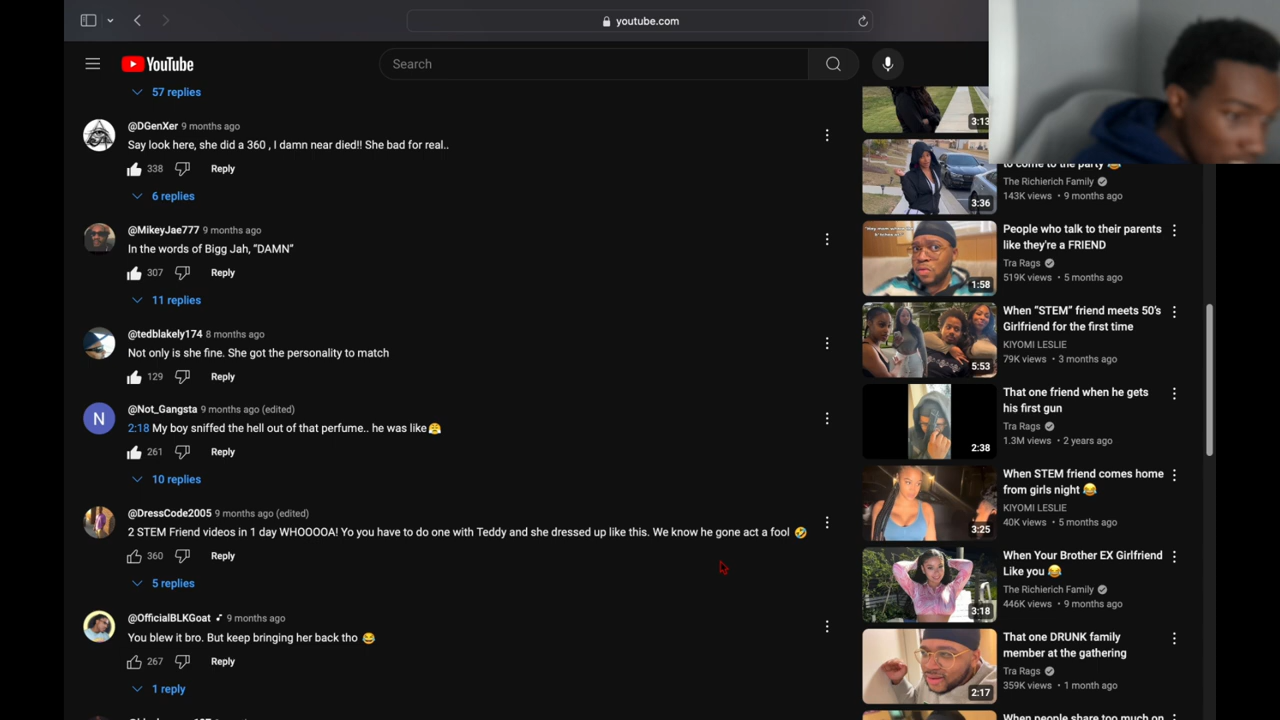 youtube.com
YouTube
Search
57 replies
@DGenXer 9 months ago
Say look here, she did a 360 , I damn near died!! She bad for real..
338 Reply
6 replies
@MikeyJae777 9 months ago
In the words of Bigg Jah, “DAMN”
307 Reply
11 replies
@tedblakely174 8 months ago
Not only is she fine. She got the personality to match
129 Reply
N
@Not_Gangsta 9 months ago (edited)
2:18 My boy sniffed the hell out of that perfume.. he was like😤
261 Reply
10 replies
@DressCode2005 9 months ago (edited)
2 STEM Friend videos in 1 day WHOOOOA! Yo you have to do one with Teddy and she dressed up like this. We know he gone act a fool 🤣
360 Reply
5 replies
@OfficialBLKGoat 9 months ago
You blew it bro. But keep bringing her back tho 😂
267 Reply
1 reply
3:13
to come to the party 😂
The Richierich Family
143K views • 9 months ago
3:36
People who talk to their parents
like they're a FRIEND
Tra Rags
519K views • 5 months ago
1:58
When “STEM” friend meets 50's
Girlfriend for the first time
KIYOMI LESLIE
79K views • 3 months ago
5:53
That one friend when he gets
his first gun
Tra Rags
1.3M views • 2 years ago
2:38
When STEM friend comes home
from girls night 😂
KIYOMI LESLIE
40K views • 5 months ago
3:25
When Your Brother EX Girlfriend
Like you 😂
The Richierich Family
446K views • 9 months ago
3:18
That one DRUNK family
member at the gathering
Tra Rags
359K views • 1 month ago
2:17
When people share too much on